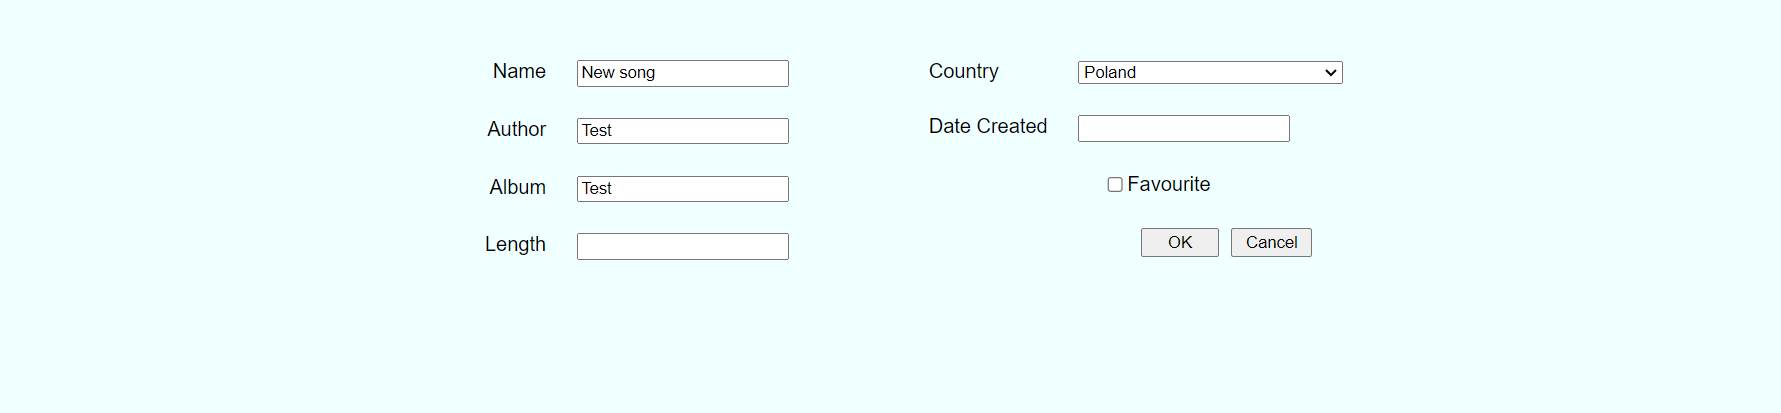 Name New song
Author Test
Album Test
Length
Country Poland
Date Created
Favourite
OK Cancel